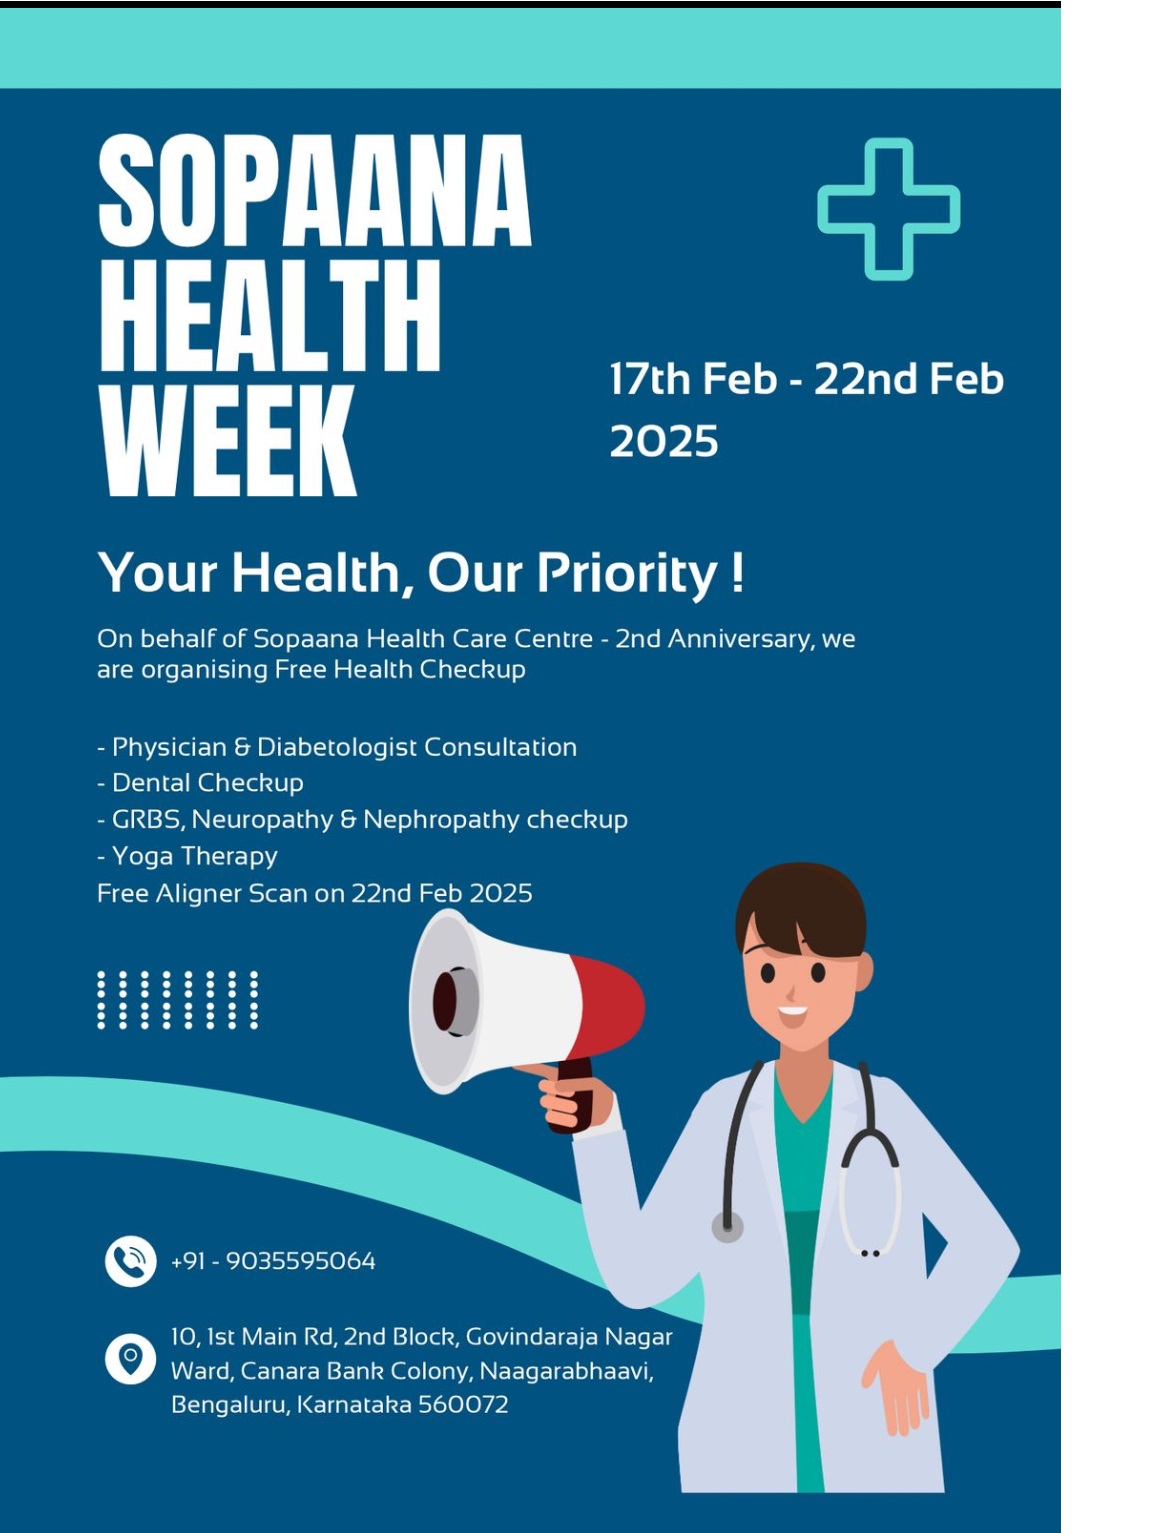 SOPAANA
HEALTH
WEEK
17th Feb - 22nd Feb
2025
Your Health, Our Priority !
On behalf of Sopaana Health Care Centre - 2nd Anniversary, we
are organising Free Health Checkup
- Physician & Diabetologist Consultation
- Dental Checkup
- GRBS, Neuropathy & Nephropathy checkup
- Yoga Therapy
Free Aligner Scan on 22nd Feb 2025
+91 - 9035595064
10, 1st Main Rd, 2nd Block, Govindaraja Nagar
Ward, Canara Bank Colony, Naagarabhaavi,
Bengaluru, Karnataka 560072